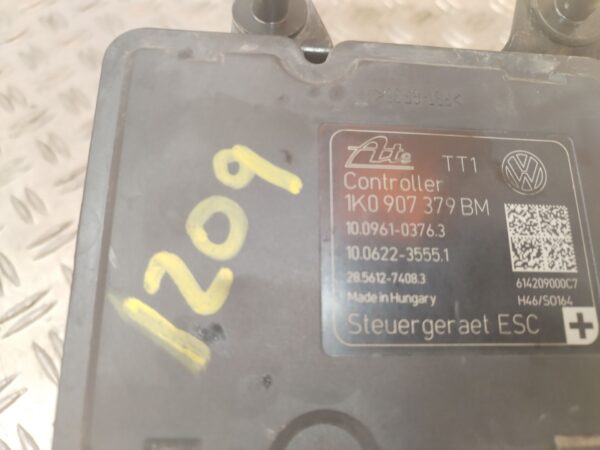 1209
Ate TT1
Controller
1K0 907 379 BM
10.0961-0376.3
10.0622-3555.1
28.5612-7408.3
614209000C7
Made in Hungary
H46/S0164
Steuergeraet ESC